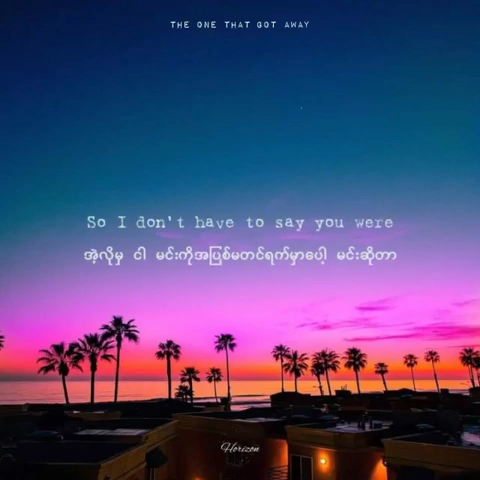 THE ONE THAT GOT AWAY
So I don't have to say you were
အဲ့လိုမှ ငါ မင်းကိုအပြစ်မတင်ရက်မှာပေါ့ မင်းဆိုတာ
Horizon